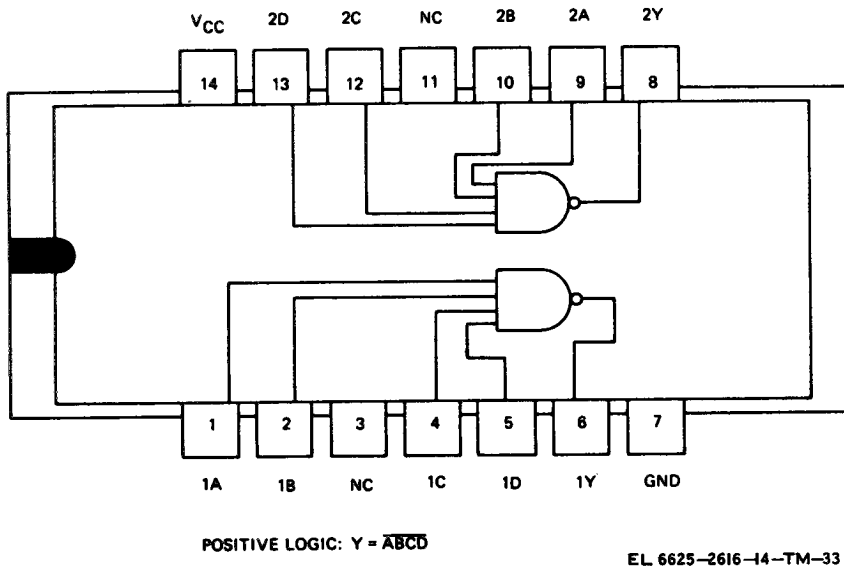 VCC 2D 2C NC 2B 2A 2Y
14 13 12 11 10 9 8
1 2 3 4 5 6 7
1A 1B NC 1C 1D 1Y GND
POSITIVE LOGIC: Y = A̅B̅C̅D̅
EL 6625-2616-14-TM-33